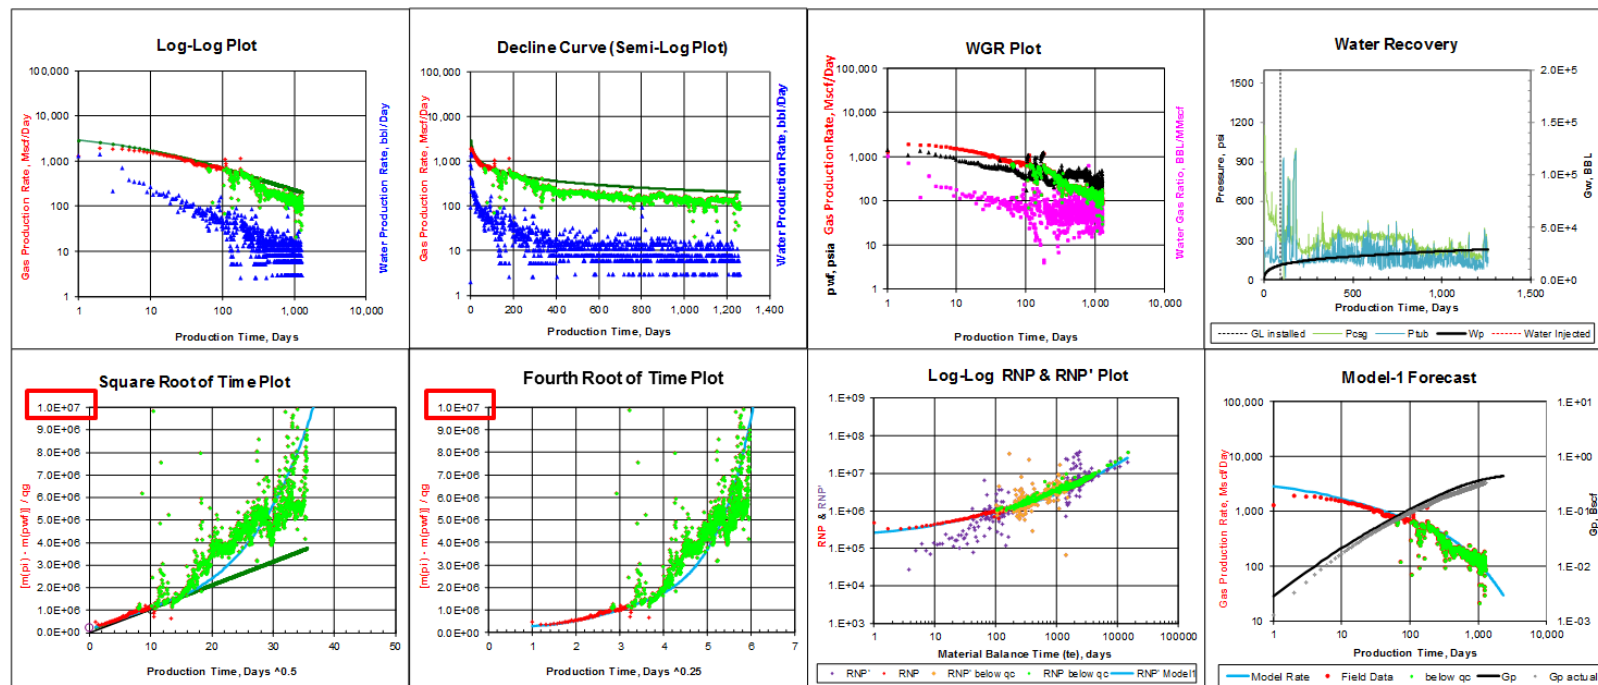 Log-Log Plot
Gas Production Rate, Mscf/Day
100,000
10,000
1,000
100
10
1
1 10 100 1,000 10,000
Production Time, Days
Water Production Rate, bbl/Day
Decline Curve (Semi-Log Plot)
Gas Production Rate, Mscf/Day
100,000
10,000
1,000
100
10
1
0 200 400 600 800 1,000 1,200 1,400
Production Time, Days
Water Production Rate, bbl/Day
WGR Plot
pwf, psia Gas Production Rate, Mscf/Day
100,000
10,000
1,000
100
10
1
1 10 100 1,000 10,000
Production Time, Days
Water Gas Ratio, BBL/MMscf
Water Recovery
Pressure, psi
1500
1200
900
600
300
0
0 500 1,000 1,500
Production Time, Days
2.0E+5
1.5E+5
1.0E+5
5.0E+4
0.0E+0
Gw, BBL
GL installed Pcsg Ptub Wp Water Injected
Square Root of Time Plot
[m(pi) - m(pwf)] / qg
1.0E+07
9.0E+06
8.0E+06
7.0E+06
6.0E+06
5.0E+06
4.0E+06
3.0E+06
2.0E+06
1.0E+06
0.0E+00
0 10 20 30 40 50
Production Time, Days ^0.5
Fourth Root of Time Plot
[m(pi) - m(pwf)] / qg
1.0E+07
9.0E+06
8.0E+06
7.0E+06
6.0E+06
5.0E+06
4.0E+06
3.0E+06
2.0E+06
1.0E+06
0.0E+00
0 1 2 3 4 5 6 7
Production Time, Days ^0.25
Log-Log RNP & RNP' Plot
RNP & RNP'
1.E+09
1.E+08
1.E+07
1.E+06
1.E+05
1.E+04
1.E+03
1 10 100 1000 10000 100000
Material Balance Time (te), days
RNP' RNP RNP' below qc RNP below qc RNP' Model1
Model-1 Forecast
Gas Production Rate, Mscf/Day
100,000
10,000
1,000
100
10
1 10 100 1,000 10,000
Production Time, Days
1.E+01
1.E+00
1.E-01
1.E-02
1.E-03
Gp, Bscf
Model Rate Field Data below qc Gp Gp actual